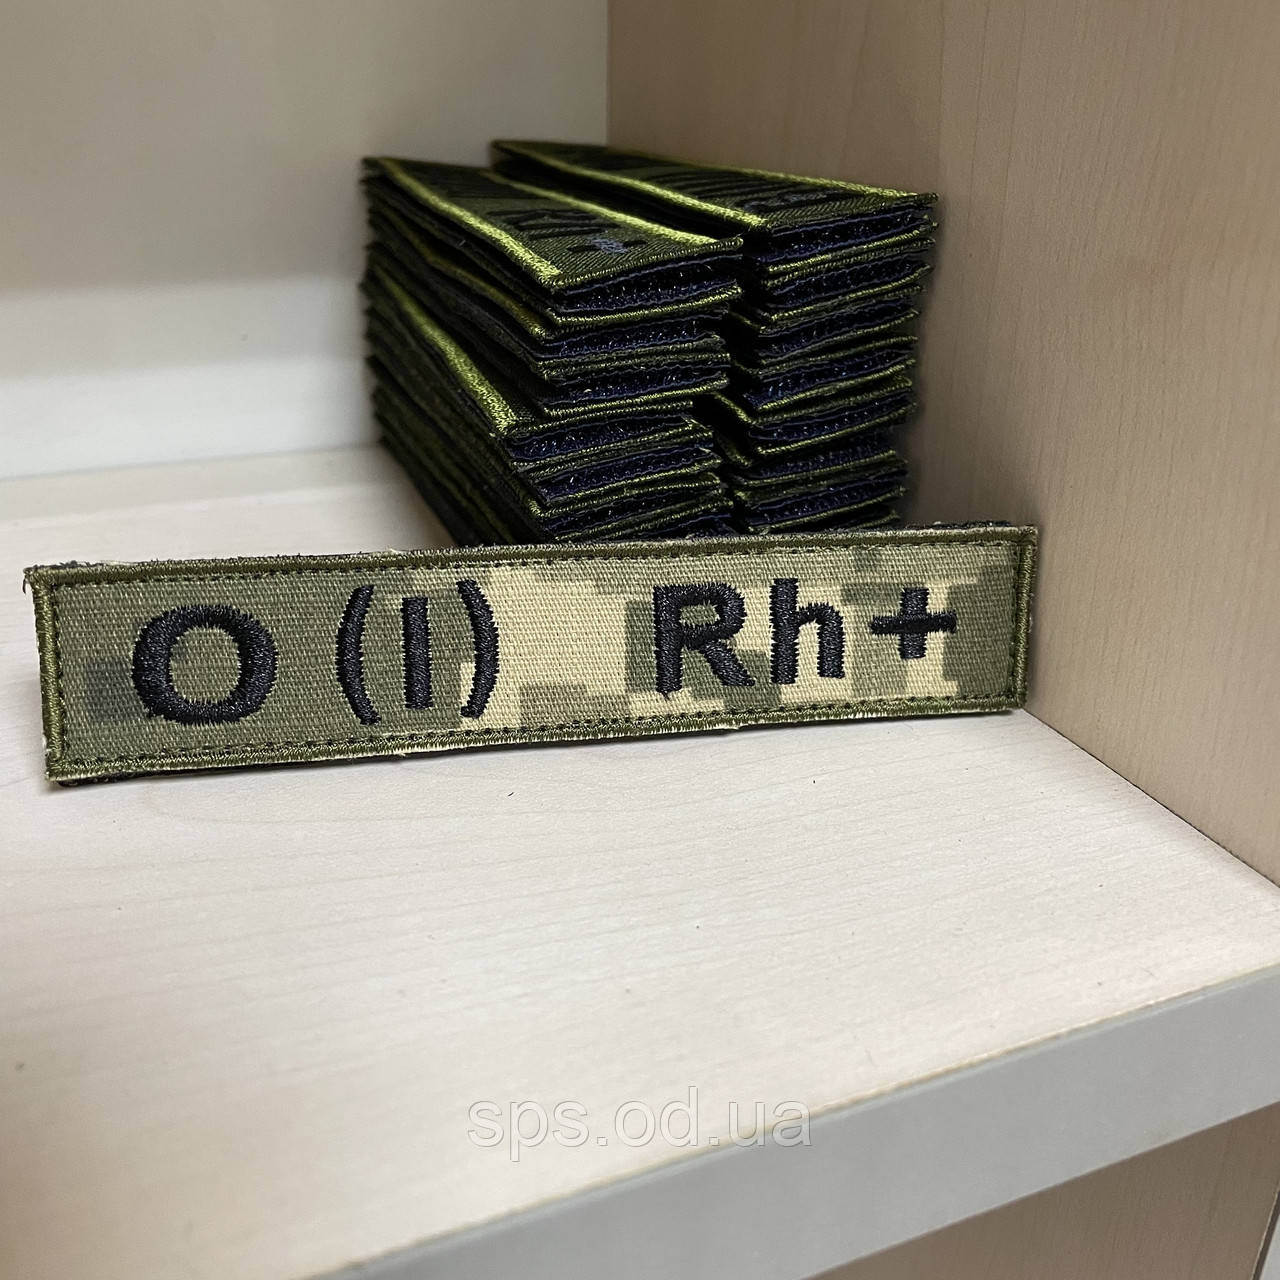 O (I) Rh+
sps.od.ua